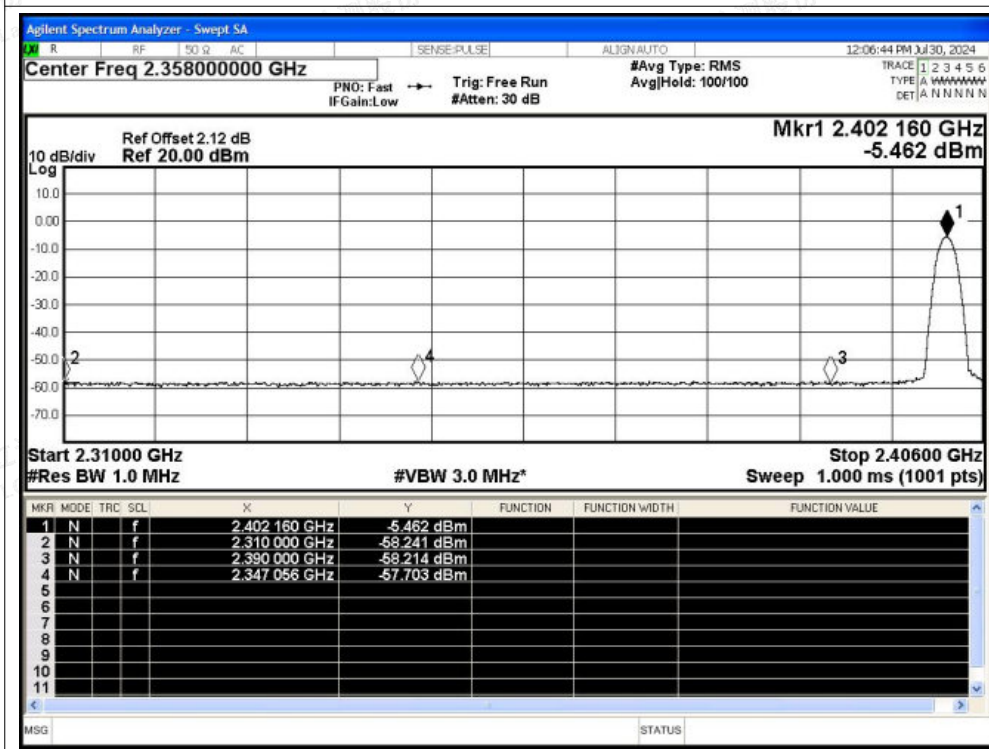 Agilent Spectrum Analyzer - Swept SA
LXI R RF 50 Ω AC SENSE:PULSE ALIGN AUTO 12:06:44 PM Jul 30, 2024
Center Freq 2.358000000 GHz
PNO: Fast
IFGain:Low
Trig: Free Run
#Atten: 30 dB
#Avg Type: RMS
Avg|Hold: 100/100
TRACE 1 2 3 4 5 6
TYPE A WWWWW
DET A N N N N N
Ref Offset 2.12 dB
10 dB/div Ref 20.00 dBm
Log
Mkr1 2.402 160 GHz
-5.462 dBm
10.0
0.00
-10.0
-20.0
-30.0
-40.0
-50.0
-60.0
-70.0
1
2
4
3
Start 2.31000 GHz Stop 2.40600 GHz
#Res BW 1.0 MHz #VBW 3.0 MHz* Sweep 1.000 ms (1001 pts)
MKR MODE TRC SCL X Y FUNCTION FUNCTION WIDTH FUNCTION VALUE
1 N f 2.402 160 GHz -5.462 dBm
2 N f 2.310 000 GHz -58.241 dBm
3 N f 2.390 000 GHz -58.214 dBm
4 N f 2.347 056 GHz -57.703 dBm
5
6
7
8
9
10
11
MSG STATUS